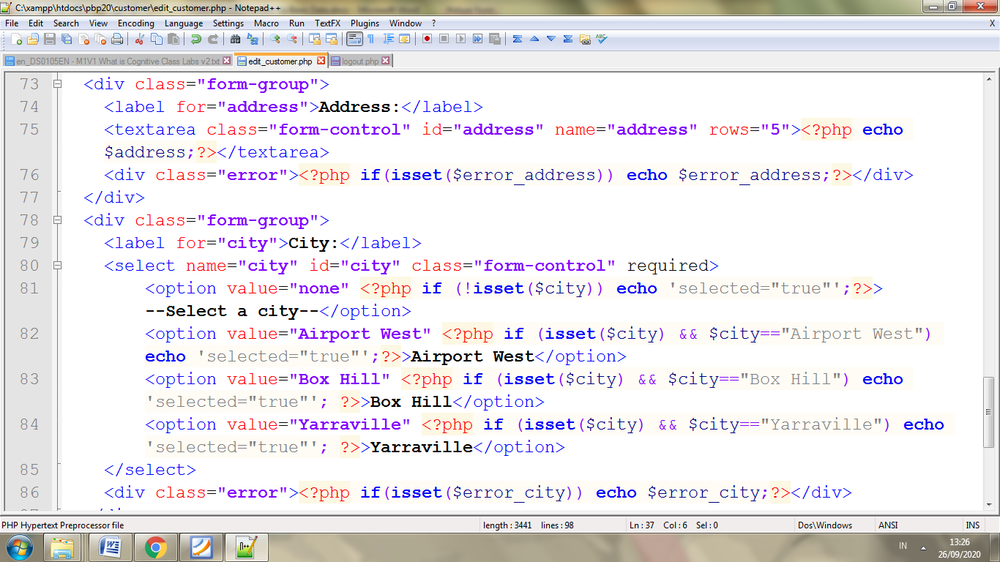 C:\xampp\htdocs\pbp20\customer\edit_customer.php - Notepad++
File Edit Search View Encoding Language Settings Macro Run TextFX Plugins Window ? X
en_DS0105EN - M1V1 What is Cognitive Class Labs v2.txt edit_customer.php logout.php
73 <div class="form-group">
74 <label for="address">Address:</label>
75 <textarea class="form-control" id="address" name="address" rows="5"><?php echo
$address;?></textarea>
76 <div class="error"><?php if(isset($error_address)) echo $error_address;?></div>
77 </div>
78 <div class="form-group">
79 <label for="city">City:</label>
80 <select name="city" id="city" class="form-control" required>
81 <option value="none" <?php if (!isset($city)) echo 'selected="true"';?>>
--Select a city--</option>
82 <option value="Airport West" <?php if (isset($city) && $city=="Airport West")
echo 'selected="true"';?>>Airport West</option>
83 <option value="Box Hill" <?php if (isset($city) && $city=="Box Hill") echo
'selected="true"'; ?>>Box Hill</option>
84 <option value="Yarraville" <?php if (isset($city) && $city=="Yarraville") echo
'selected="true"'; ?>>Yarraville</option>
85 </select>
86 <div class="error"><?php if(isset($error_city)) echo $error_city;?></div>
PHP Hypertext Preprocessor file length : 3441 lines : 98 Ln : 37 Col : 6 Sel : 0 Dos\Windows ANSI INS
IN 13:26
26/09/2020